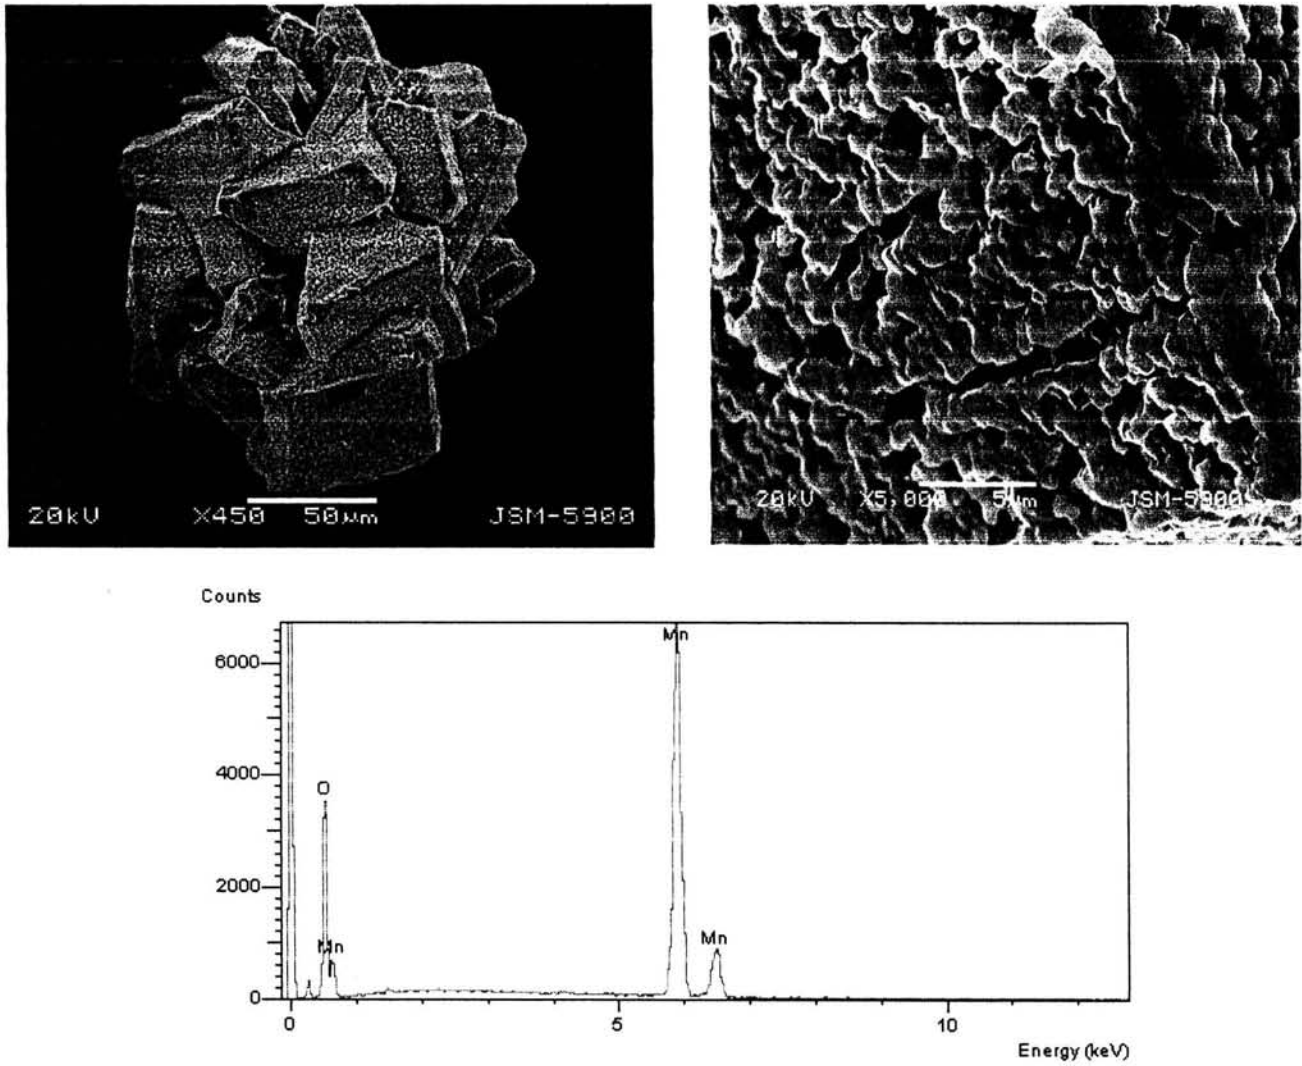 20kV X450 50μm JSM-5900
20kV X5,000 5μm JSM-5900
Counts
Mn
6000
4000
O
2000
Mn
Mn
0
0 5 10
Energy (keV)